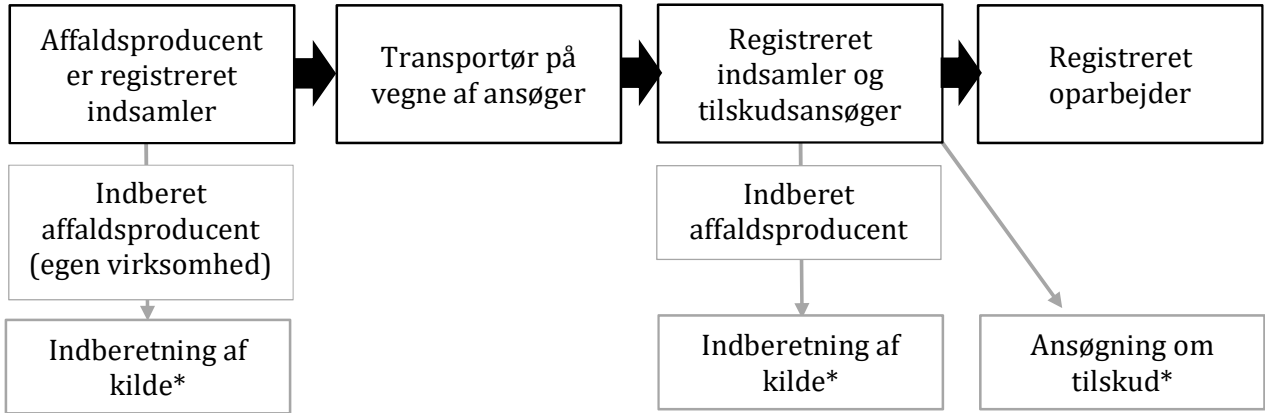 Affaldsproducent
er registreret
indsamler
Transportør på
vegne af ansøger
Registreret
indsamler og
tilskudsansøger
Registreret
oparbejder
Indberet
affaldsproducent
(egen virksomhed)
Indberet
affaldsproducent
Indberetning af
kilde*
Indberetning af
kilde*
Ansøgning om
tilskud*